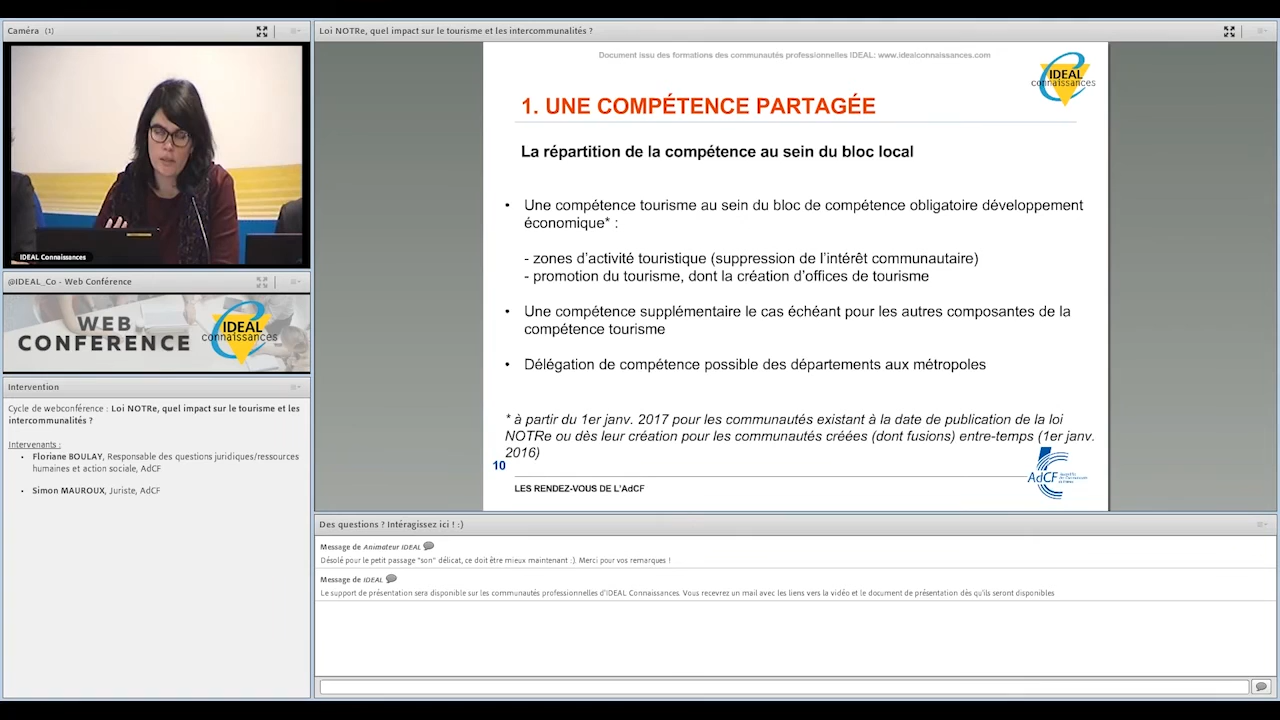 Caméra (1)
IDEAL Connaissances
@IDEAL_Co - Web Conférence
WEB
CONFERENCE
IDEAL
connaissances
Intervention
Cycle de webconférence : Loi NOTRe, quel impact sur le tourisme et les
intercommunalités ?
Intervenants :
• Floriane BOULAY, Responsable des questions juridiques/ressources
humaines et action sociale, AdCF
• Simon MAUROUX, Juriste, AdCF
Loi NOTRe, quel impact sur le tourisme et les intercommunalités ?
Document issu des formations des communautés professionnelles IDEAL: www.idealconnaissances.com
IDEAL
connaissances
1. UNE COMPÉTENCE PARTAGÉE
La répartition de la compétence au sein du bloc local
• Une compétence tourisme au sein du bloc de compétence obligatoire développement
économique* :
- zones d’activité touristique (suppression de l’intérêt communautaire)
- promotion du tourisme, dont la création d’offices de tourisme
• Une compétence supplémentaire le cas échéant pour les autres composantes de la
compétence tourisme
• Délégation de compétence possible des départements aux métropoles
* à partir du 1er janv. 2017 pour les communautés existant à la date de publication de la loi
NOTRe ou dès leur création pour les communautés créées (dont fusions) entre-temps (1er janv.
2016)
10
LES RENDEZ-VOUS DE L'AdCF
AdCF
Des questions ? Intéragissez ici ! :)
Message de Animateur IDEAL
Désolé pour le petit passage "son" délicat, ce doit être mieux maintenant :). Merci pour vos remarques !
Message de IDEAL
Le support de présentation sera disponible sur les communautés professionnelles d'IDEAL Connaissances. Vous recevrez un mail avec les liens vers la vidéo et le document de présentation dès qu'ils seront disponibles